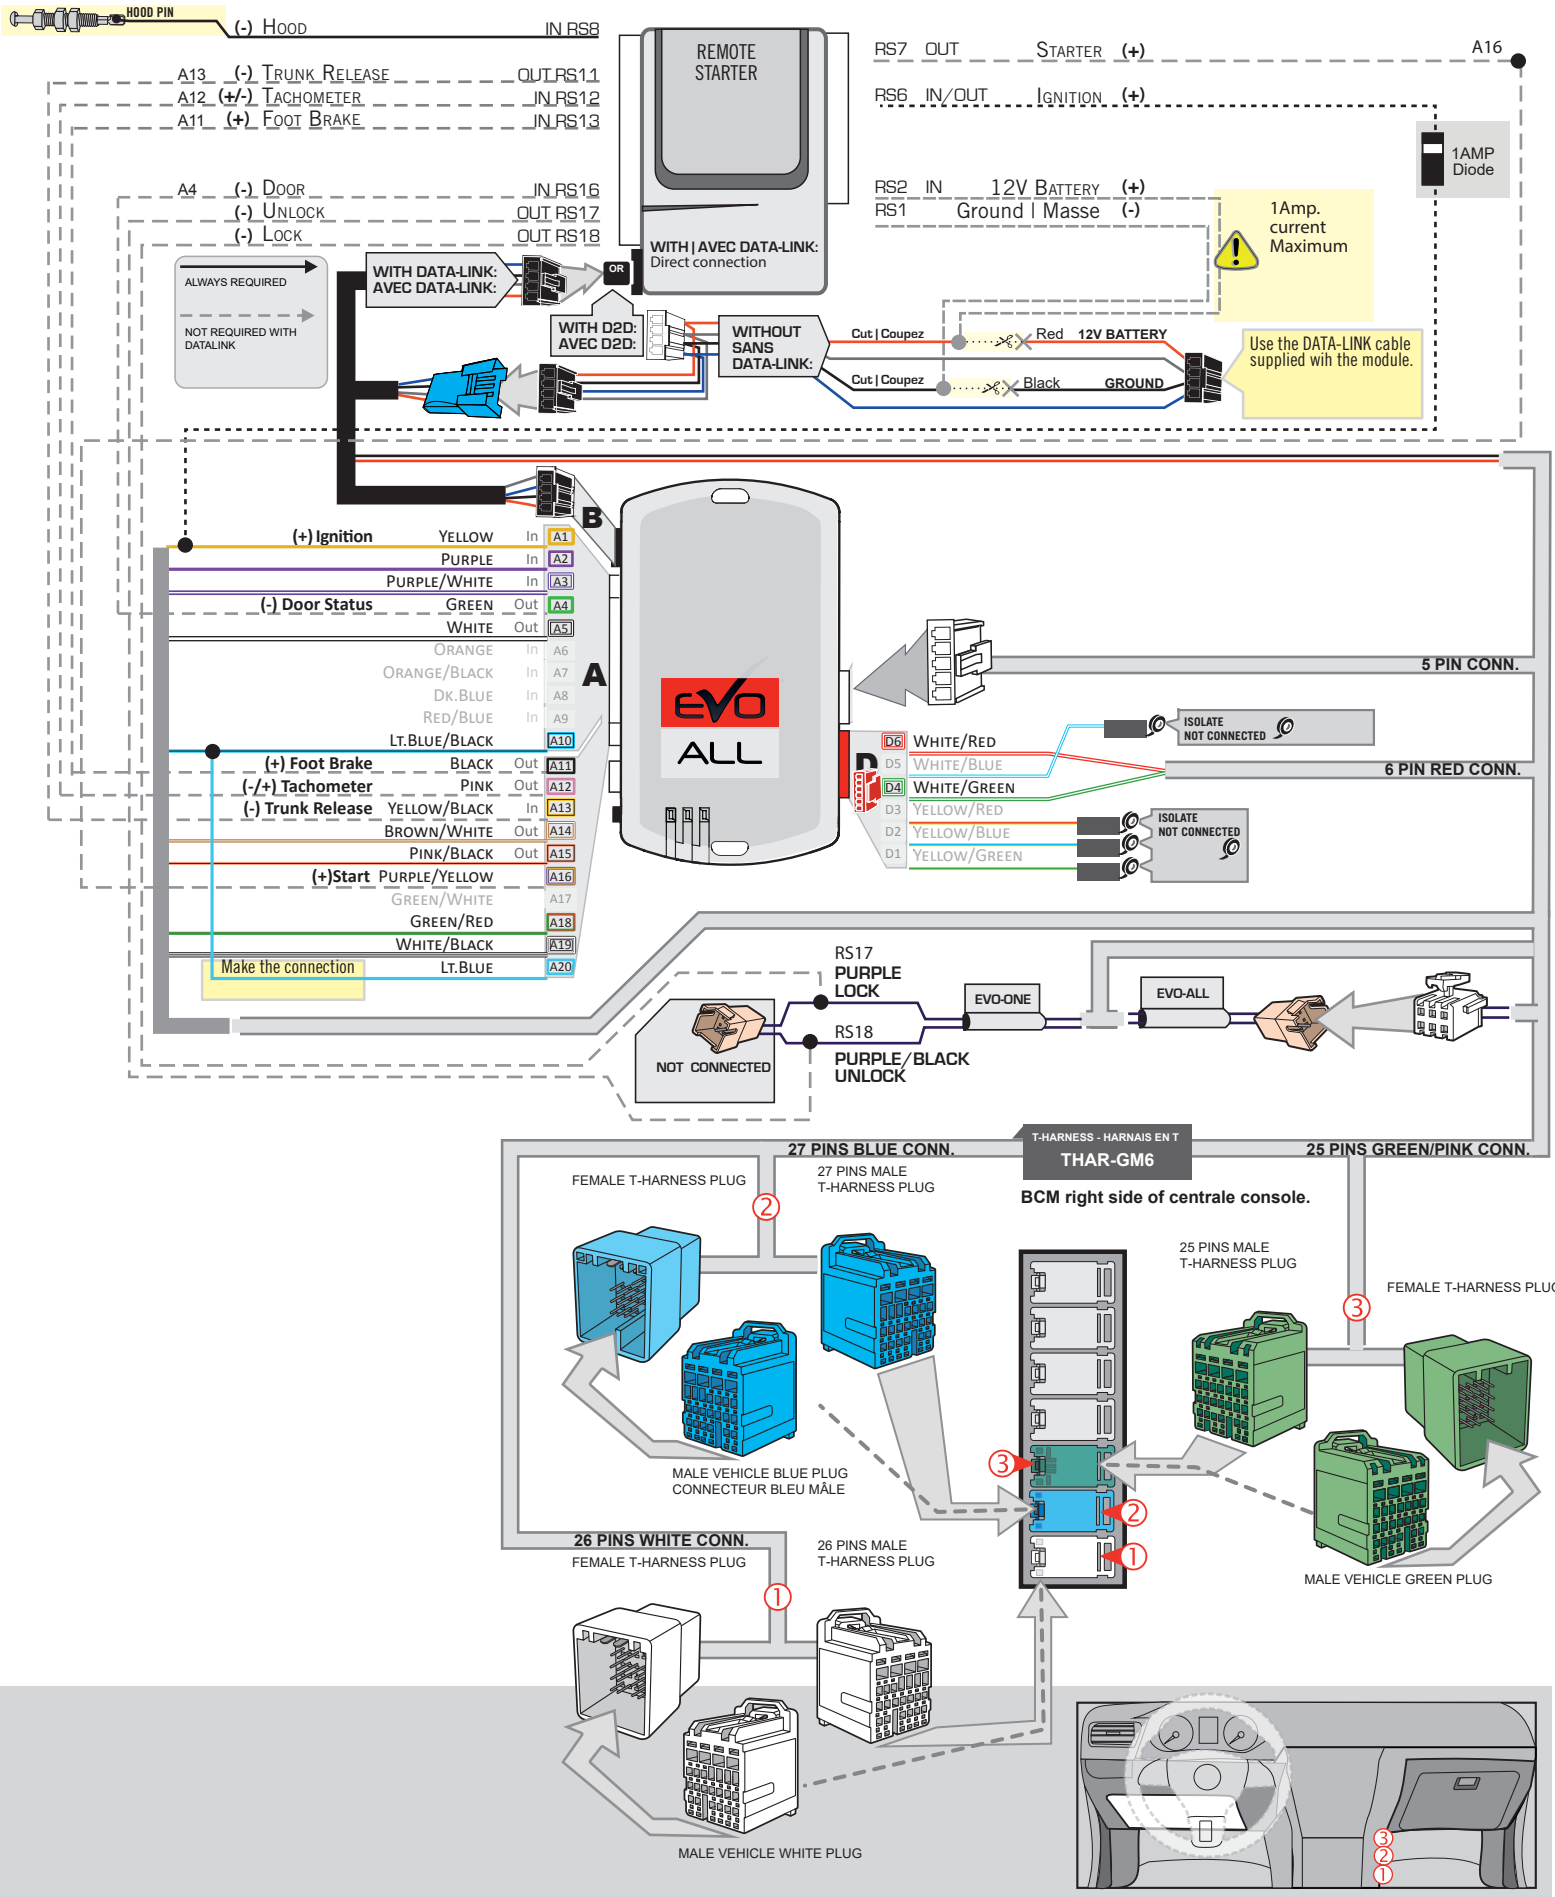 HOOD PIN
(-) HOOD IN RS8
A13 (-) TRUNK RELEASE OUT RS11
A12 (+/-) TACHOMETER IN RS12
A11 (+) FOOT BRAKE IN RS13
A4 (-) DOOR IN RS16
(-) UNLOCK OUT RS17
(-) LOCK OUT RS18
REMOTE
STARTER
WITH | AVEC DATA-LINK:
Direct connection
RS7 OUT STARTER (+) A16
RS6 IN/OUT IGNITION (+)
1AMP
Diode
RS2 IN 12V BATTERY (+)
RS1 Ground | Masse (-)
1Amp.
current
Maximum
ALWAYS REQUIRED
NOT REQUIRED WITH
DATALINK
WITH DATA-LINK:
AVEC DATA-LINK:
OR
WITH D2D:
AVEC D2D:
WITHOUT
SANS
DATA-LINK:
Cut | Coupez Red 12V BATTERY
Cut | Coupez Black GROUND
Use the DATA-LINK cable
supplied wih the module.
B
A
D
(+) Ignition YELLOW In A1
PURPLE In A2
PURPLE/WHITE In A3
(-) Door Status GREEN Out A4
WHITE Out A5
ORANGE In A6
ORANGE/BLACK In A7
DK.BLUE In A8
RED/BLUE In A9
LT.BLUE/BLACK A10
(+) Foot Brake BLACK Out A11
(-/+) Tachometer PINK Out A12
(-) Trunk Release YELLOW/BLACK In A13
BROWN/WHITE Out A14
PINK/BLACK Out A15
(+)Start PURPLE/YELLOW A16
GREEN/WHITE A17
GREEN/RED A18
WHITE/BLACK A19
Make the connection LT.BLUE A20
EVO
ALL
5 PIN CONN.
ISOLATE
NOT CONNECTED
D6 WHITE/RED
D5 WHITE/BLUE
D4 WHITE/GREEN
D3 YELLOW/RED
D2 YELLOW/BLUE
D1 YELLOW/GREEN
6 PIN RED CONN.
ISOLATE
NOT CONNECTED
RS17
PURPLE
LOCK
RS18
PURPLE/BLACK
UNLOCK
NOT CONNECTED
EVO-ONE
EVO-ALL
T-HARNESS - HARNAIS EN T
THAR-GM6
27 PINS BLUE CONN.
25 PINS GREEN/PINK CONN.
BCM right side of centrale console.
FEMALE T-HARNESS PLUG
27 PINS MALE
T-HARNESS PLUG
2
MALE VEHICLE BLUE PLUG
CONNECTEUR BLEU MÂLE
25 PINS MALE
T-HARNESS PLUG
FEMALE T-HARNESS PLUG
3
MALE VEHICLE GREEN PLUG
3
2
1
26 PINS WHITE CONN.
FEMALE T-HARNESS PLUG
26 PINS MALE
T-HARNESS PLUG
1
MALE VEHICLE WHITE PLUG
3
2
1